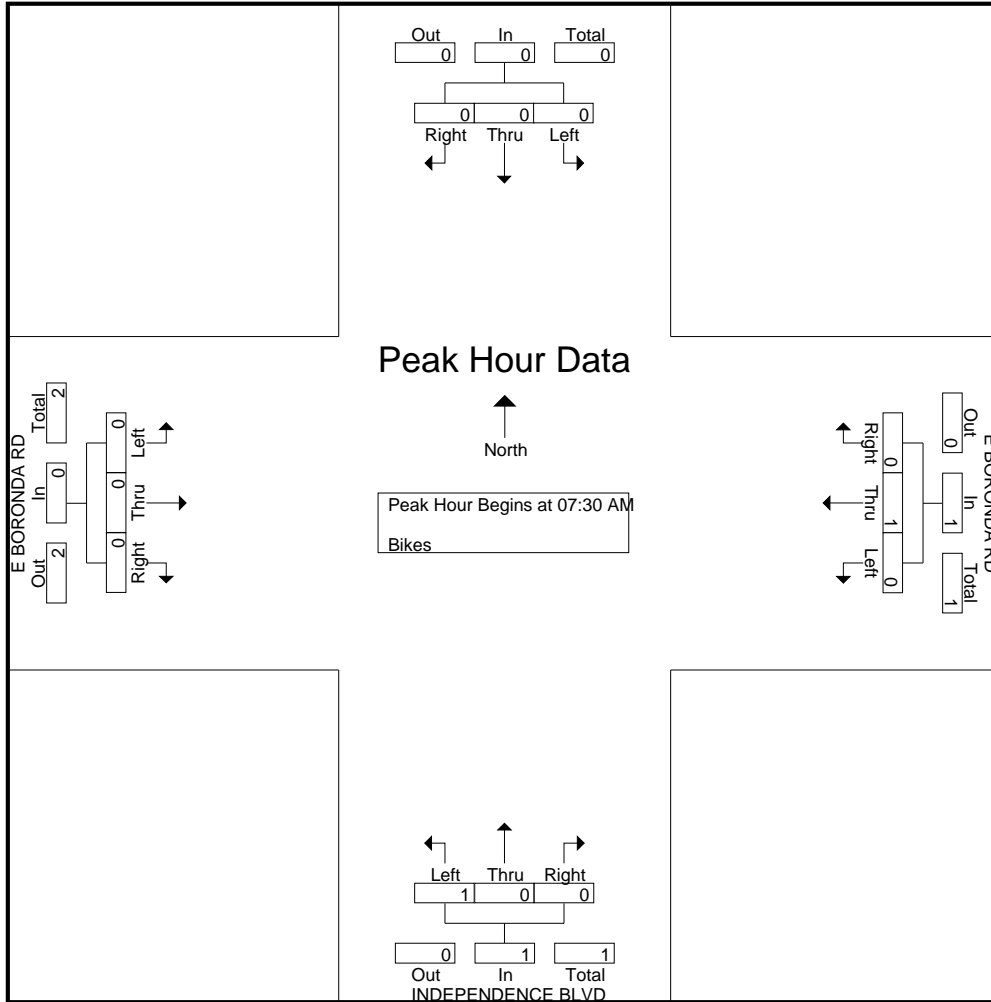 Out In Total
0 0 0
0 0 0
Right Thru Left
Peak Hour Data
North
Peak Hour Begins at 07:30 AM
Bikes
E BORONDA RD
Out In Total
2 0 2
Left Thru Right
0 0 0
E BORONDA RD
Out In Total
0 1 1
Right Thru Left
0 1 0
Left Thru Right
1 0 0
0 1 1
Out In Total
INDEPENDENCE BLVD